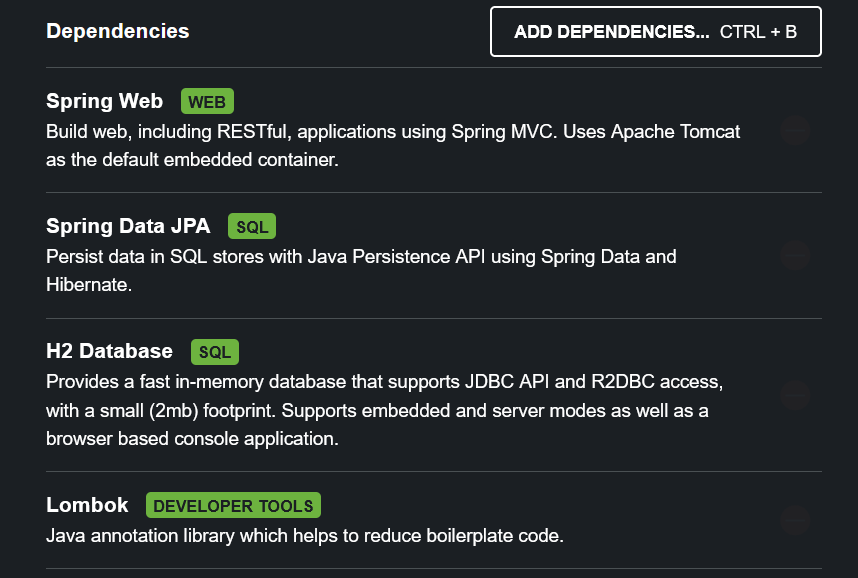 Dependencies
ADD DEPENDENCIES... CTRL + B
Spring Web WEB
Build web, including RESTful, applications using Spring MVC. Uses Apache Tomcat
as the default embedded container.
Spring Data JPA SQL
Persist data in SQL stores with Java Persistence API using Spring Data and
Hibernate.
H2 Database SQL
Provides a fast in-memory database that supports JDBC API and R2DBC access,
with a small (2mb) footprint. Supports embedded and server modes as well as a
browser based console application.
Lombok DEVELOPER TOOLS
Java annotation library which helps to reduce boilerplate code.